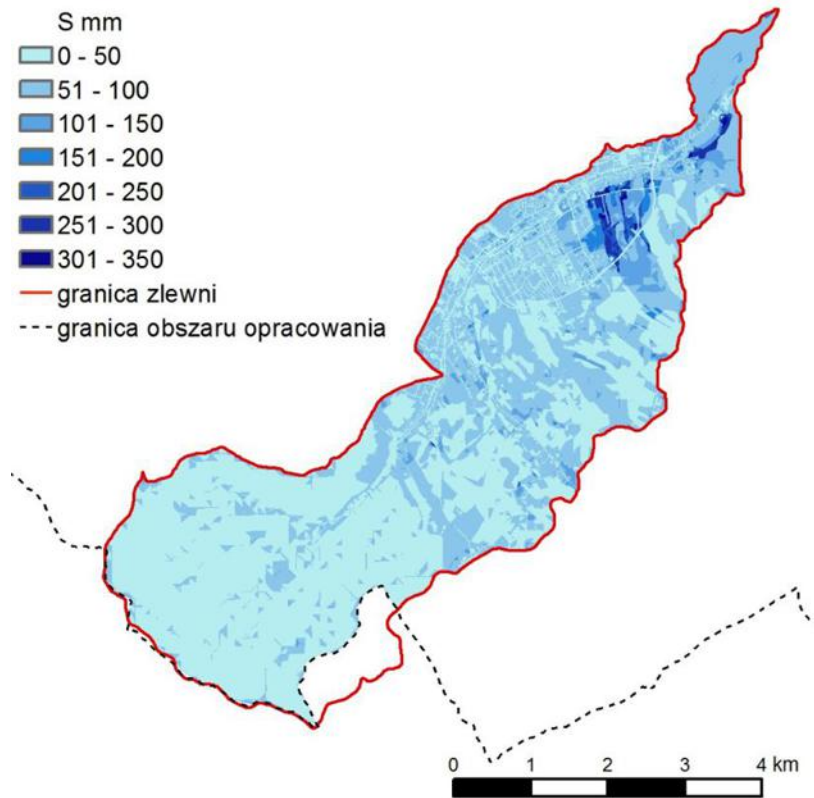 S mm
0 - 50
51 - 100
101 - 150
151 - 200
201 - 250
251 - 300
301 - 350
granica zlewni
granica obszaru opracowania
0 1 2 3 4 km